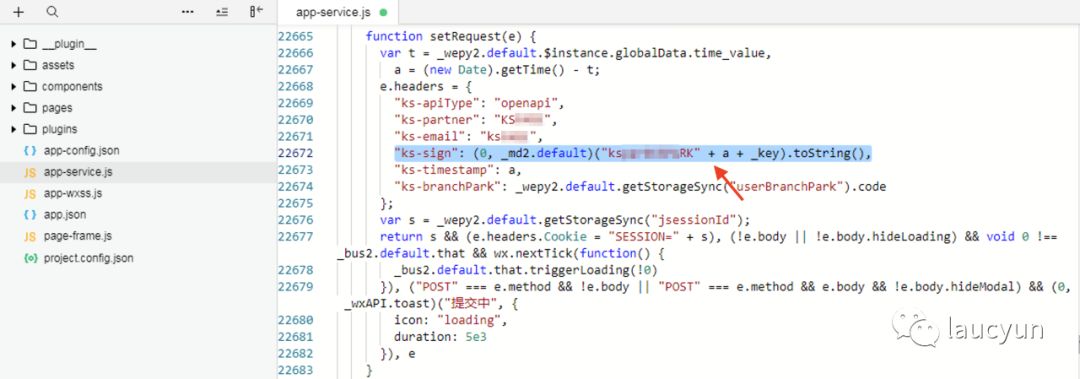 app-service.js
__plugin__
assets
components
pages
plugins
app-config.json
JS app-service.js
JS app-wxss.js
app.json
JS page-frame.js
project.config.json
22665 function setRequest(e) {
22666 var t = _wepy2.default.$instance.globalData.time_value,
22667 a = (new Date).getTime() - t;
22668 e.headers = {
22669 "ks-apiType": "openapi",
22670 "ks-partner": "KS",
22671 "ks-email": "ks",
22672 "ks-sign": (0, _md2.default)("ks RK" + a + _key).toString(),
22673 "ks-timestamp": a,
22674 "ks-branchPark": _wepy2.default.getStorageSync("userBranchPark").code
22675 };
22676 var s = _wepy2.default.getStorageSync("jsessionId");
22677 return s && (e.headers.Cookie = "SESSION=" + s), (!e.body || !e.body.hideLoading) && void 0 !==
_bus2.default.that && wx.nextTick(function() {
22678 _bus2.default.that.triggerLoading(!0)
22679 }), ("POST" === e.method && !e.body || "POST" === e.method && e.body && !e.body.hideModal) && (0,
_wxAPI.toast)("提交中", {
22680 icon: "loading",
22681 duration: 5e3
22682 }), e
22683 }
laucyun